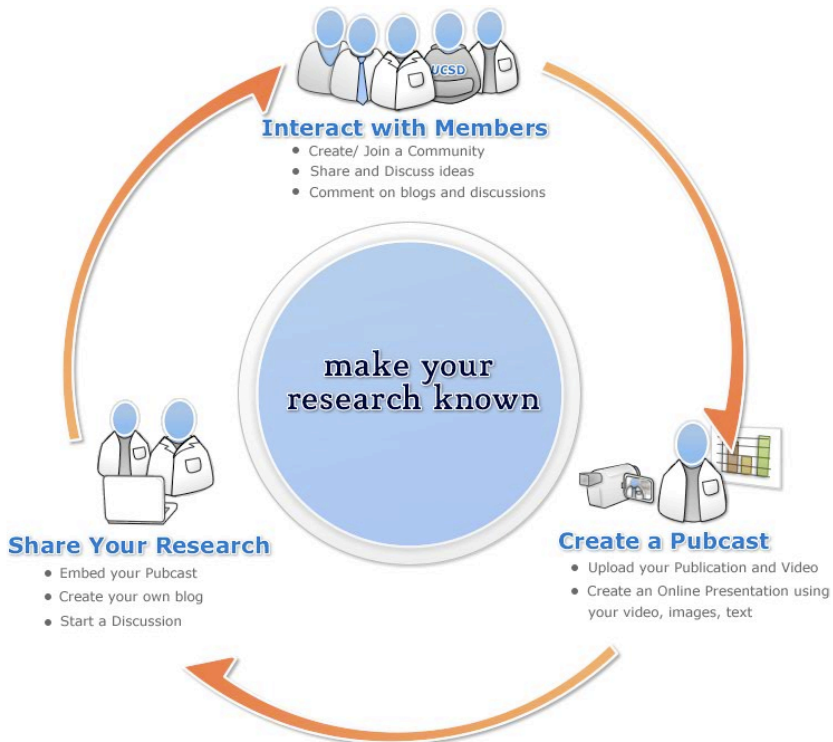 UCSD
Interact with Members
• Create/ Join a Community
• Share and Discuss ideas
• Comment on blogs and discussions
make your
research known
Share Your Research
• Embed your Pubcast
• Create your own blog
• Start a Discussion
Create a Pubcast
• Upload your Publication and Video
• Create an Online Presentation using
your video, images, text